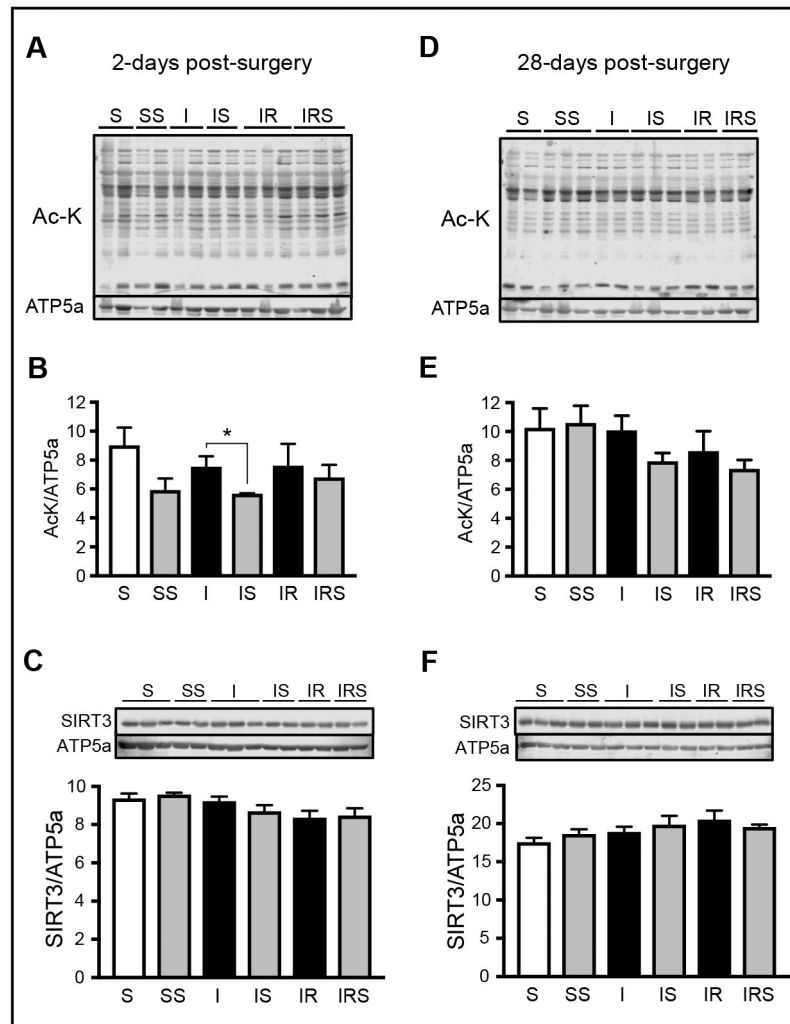 A
2-days post-surgery
S SS I IS IR IRS
Ac-K
ATP5a
B
12
10
8
6
4
2
0
AcK/ATP5a
*
S SS I IS IR IRS
C
S SS I IS IR IRS
SIRT3
ATP5a
10
8
6
4
2
0
SIRT3/ATP5a
S SS I IS IR IRS
D
28-days post-surgery
S SS I IS IR IRS
Ac-K
ATP5a
E
12
10
8
6
4
2
0
AcK/ATP5a
S SS I IS IR IRS
F
S SS I IS IR IRS
SIRT3
ATP5a
25
20
15
10
5
0
SIRT3/ATP5a
S SS I IS IR IRS